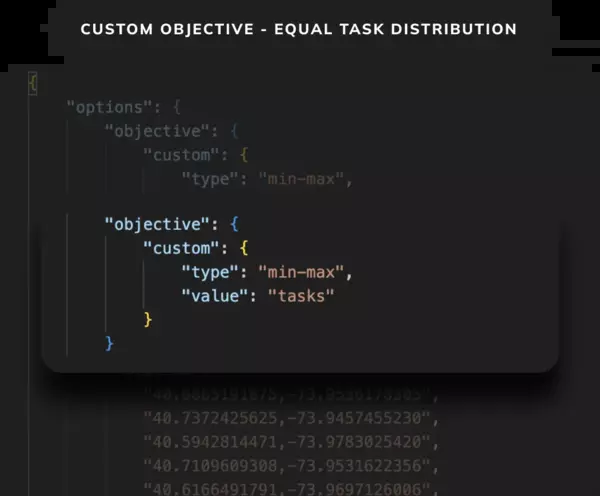 CUSTOM OBJECTIVE - EQUAL TASK DISTRIBUTION
{
"options": {
"objective": {
"custom": {
"type": "min-max",
"objective": {
"custom": {
"type": "min-max",
"value": "tasks"
}
}
"40.7372425625,-73.9457455230",
"40.5942814471,-73.9783025420",
"40.7109609308,-73.9531622356",
"40.6166491791,-73.9697126006",